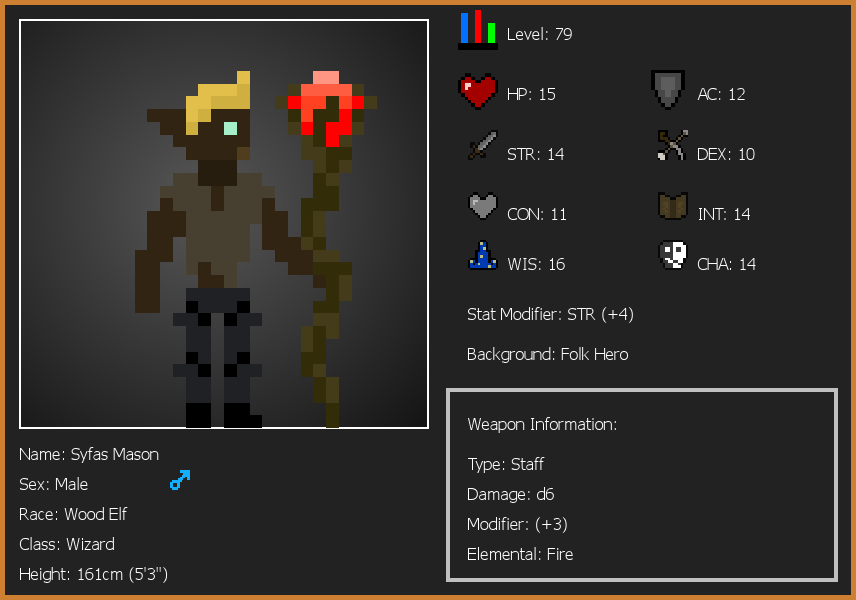 Level: 79
HP: 15
AC: 12
STR: 14
DEX: 10
CON: 11
INT: 14
WIS: 16
CHA: 14
Stat Modifier: STR (+4)
Background: Folk Hero
Weapon Information:
Type: Staff
Damage: d6
Modifier: (+3)
Elemental: Fire
Name: Syfas Mason
Sex: Male
Race: Wood Elf
Class: Wizard
Height: 161cm (5'3")